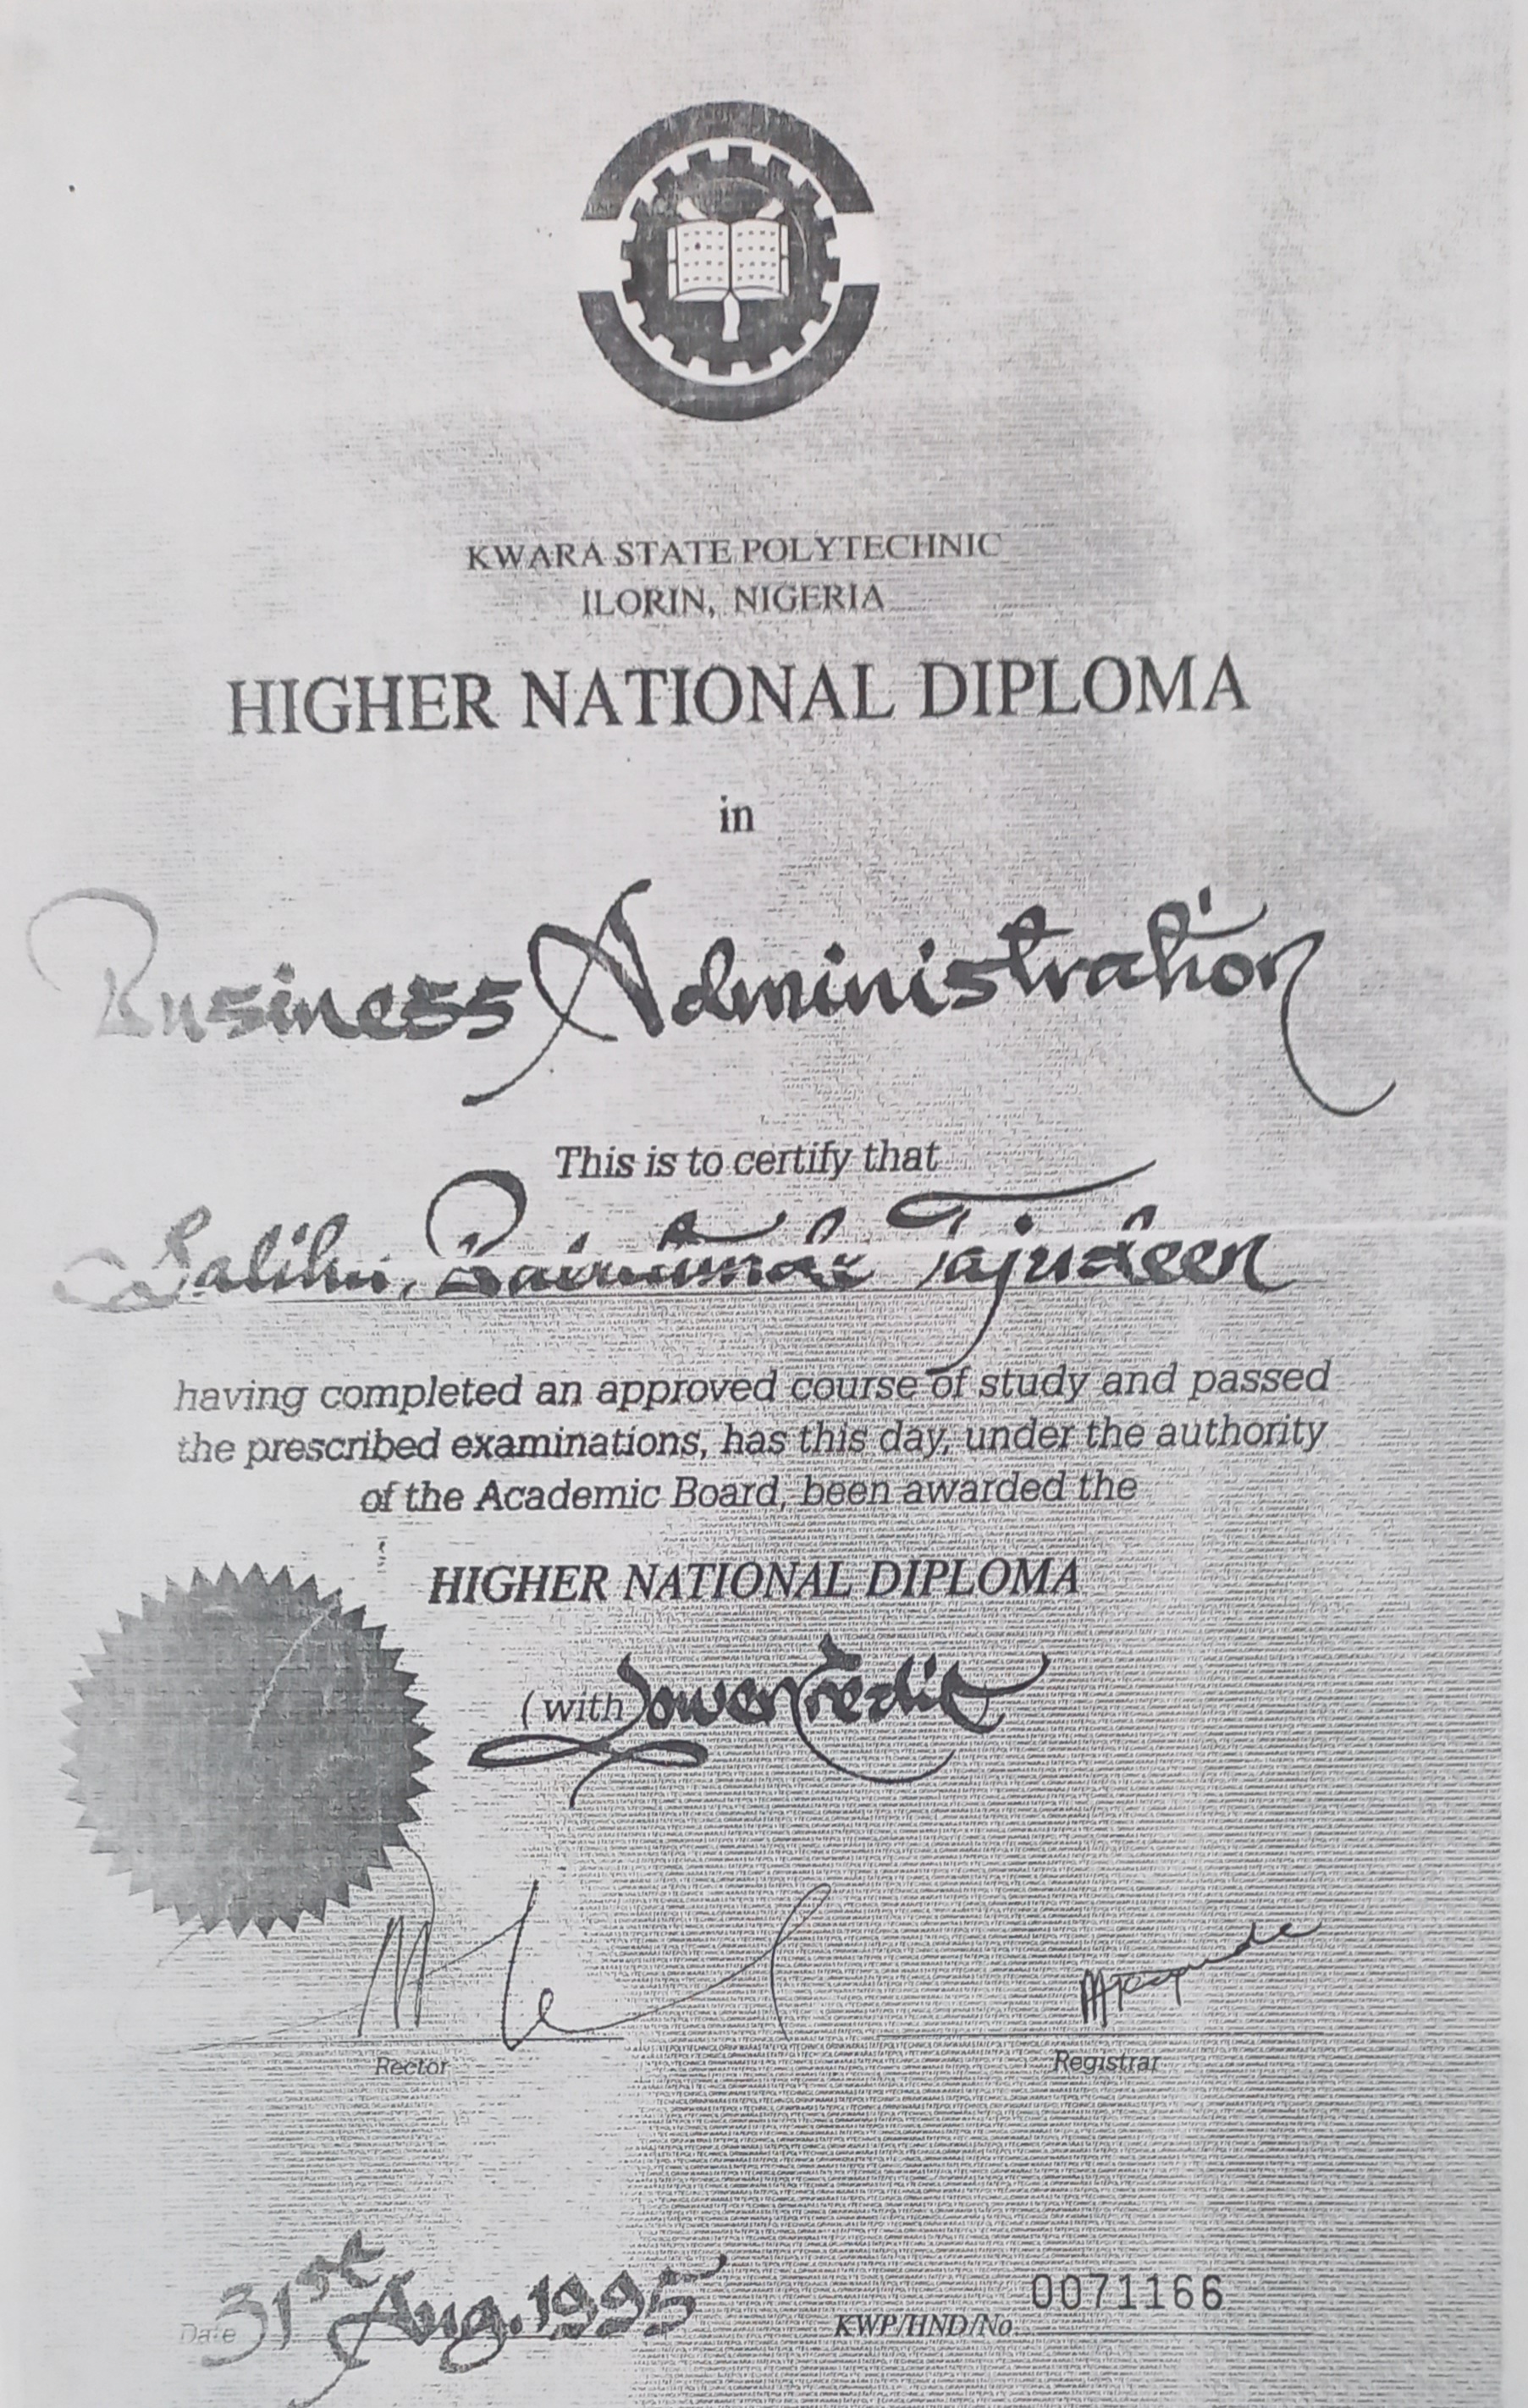 KWARA STATE POLYTECHNIC
ILORIN, NIGERIA
HIGHER NATIONAL DIPLOMA
in
Business Administration
This is to certify that
Salihu, Tajudeen
having completed an approved course of study and passed
the prescribed examinations, has this day, under the authority
of the Academic Board, been awarded the
HIGHER NATIONAL DIPLOMA
(with Lower Credit
Rector Registrar
Date 31st Aug. 1995 KWP/HND/No. 0071166